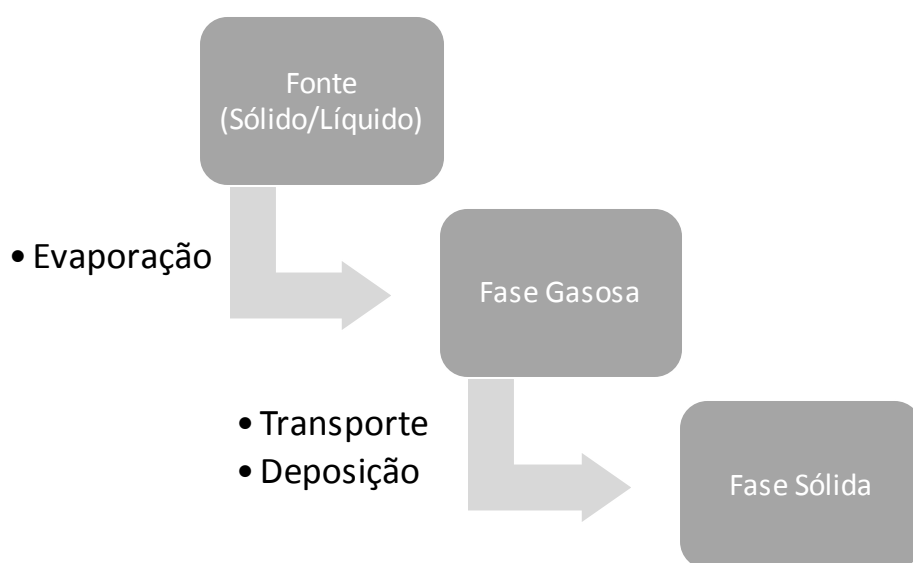 Fonte
(Sólido/Líquido)
• Evaporação
Fase Gasosa
• Transporte
• Deposição
Fase Sólida